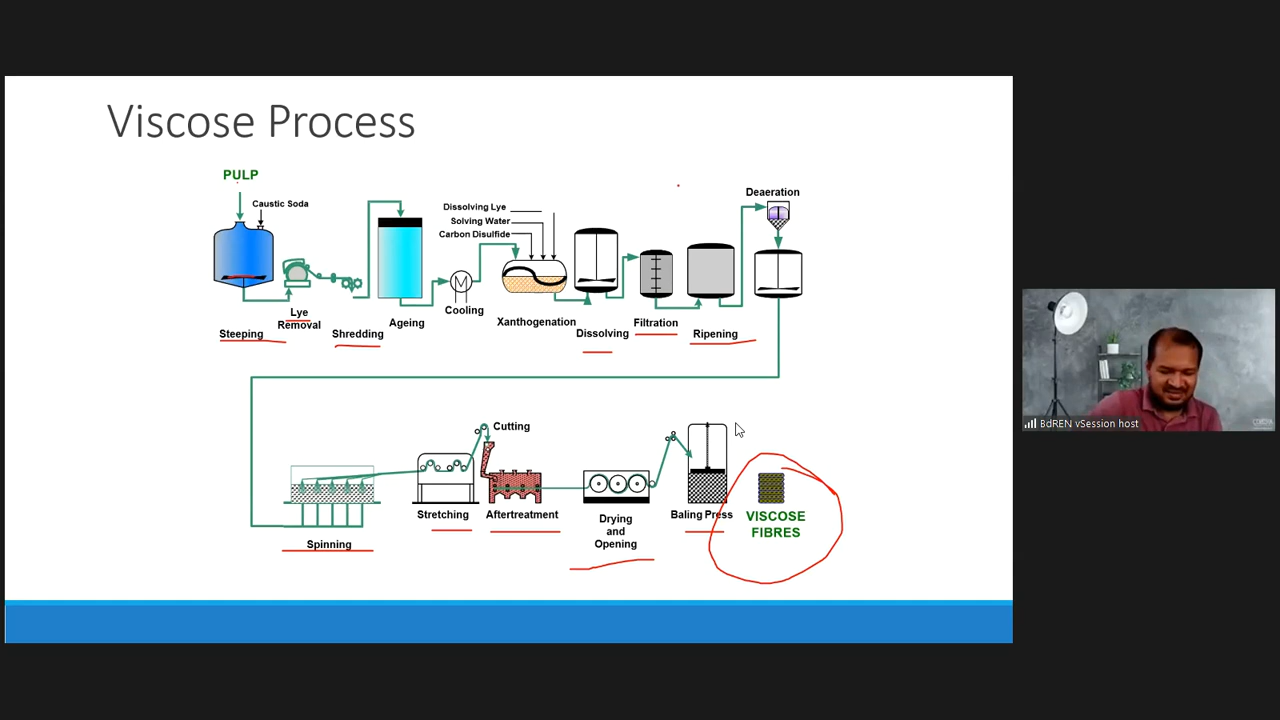 Viscose Process
PULP
Caustic Soda
Lye
Removal
Steeping
Shredding
Ageing
Cooling
Dissolving Lye
Solving Water
Carbon Disulfide
Xanthogenation
Dissolving
Filtration
Ripening
Deaeration
Spinning
Stretching
Cutting
Aftertreatment
Drying
and
Opening
Baling Press
VISCOSE
FIBRES
M
BdREN vSession host